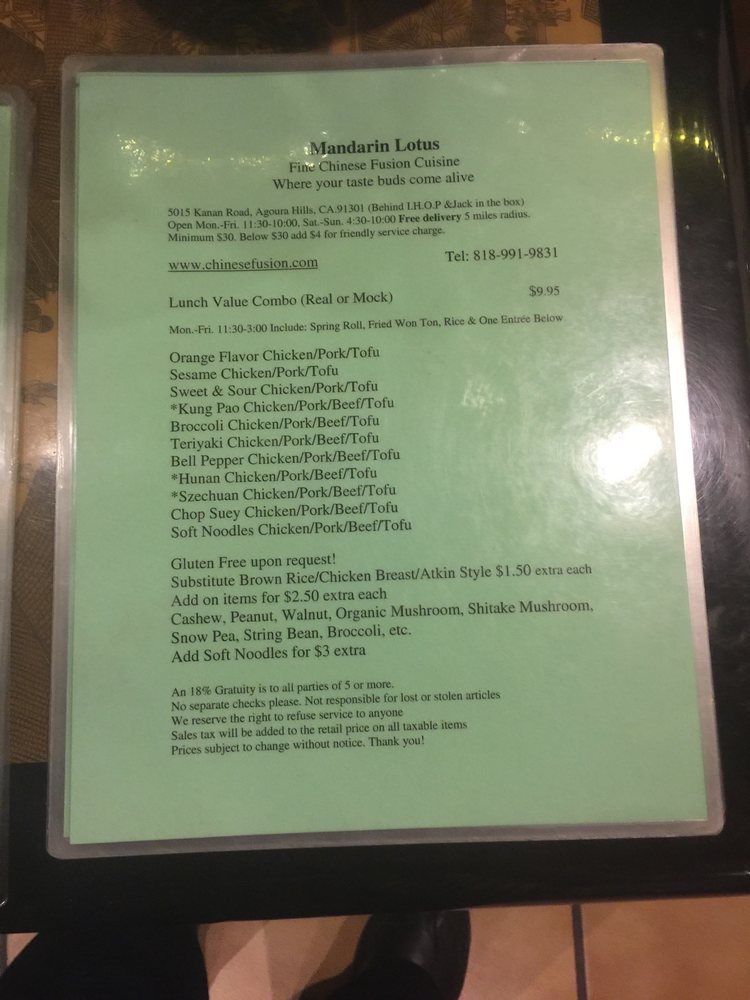 Mandarin Lotus
Fine Chinese Fusion Cuisine
Where your taste buds come alive
5015 Kanan Road, Agoura Hills, CA.91301 (Behind I.H.O.P &Jack in the box)
Open Mon.-Fri. 11:30-10:00, Sat.-Sun. 4:30-10:00 Free delivery 5 miles radius.
Minimum $30. Below $30 add $4 for friendly service charge.
www.chinesefusion.com Tel: 818-991-9831
Lunch Value Combo (Real or Mock) $9.95
Mon.-Fri. 11:30-3:00 Include: Spring Roll, Fried Won Ton, Rice & One Entrée Below
Orange Flavor Chicken/Pork/Tofu
Sesame Chicken/Pork/Tofu
Sweet & Sour Chicken/Pork/Tofu
*Kung Pao Chicken/Pork/Beef/Tofu
Broccoli Chicken/Pork/Beef/Tofu
Teriyaki Chicken/Pork/Beef/Tofu
Bell Pepper Chicken/Pork/Beef/Tofu
*Hunan Chicken/Pork/Beef/Tofu
*Szechuan Chicken/Pork/Beef/Tofu
Chop Suey Chicken/Pork/Beef/Tofu
Soft Noodles Chicken/Pork/Beef/Tofu
Gluten Free upon request!
Substitute Brown Rice/Chicken Breast/Atkin Style $1.50 extra each
Add on items for $2.50 extra each
Cashew, Peanut, Walnut, Organic Mushroom, Shitake Mushroom,
Snow Pea, String Bean, Broccoli, etc.
Add Soft Noodles for $3 extra
An 18% Gratuity is to all parties of 5 or more.
No separate checks please. Not responsible for lost or stolen articles
We reserve the right to refuse service to anyone
Sales tax will be added to the retail price on all taxable items
Prices subject to change without notice. Thank you!